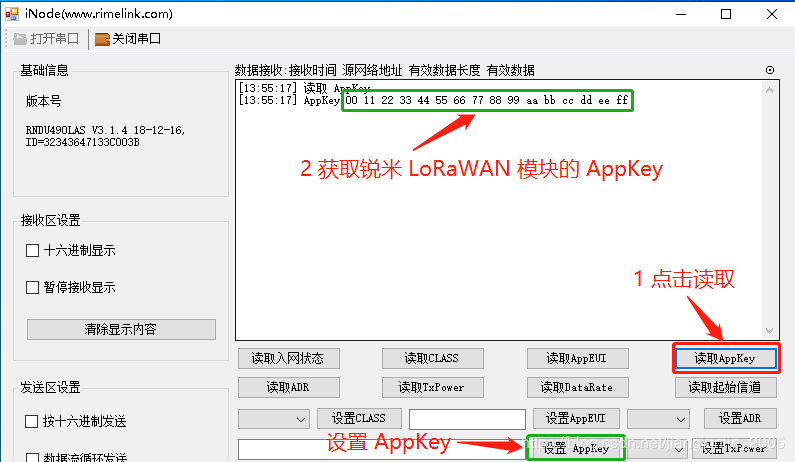 iNode(www.rimelink.com)
打开串口 关闭串口
基础信息
版本号
RNDU490LAS V3.1.4 18-12-16,
ID=32343647133C003B
接收区设置
十六进制显示
暂停接收显示
清除显示内容
发送区设置
按十六进制发送
数据流循环发送
数据接收:接收时间 源网络地址 有效数据长度 有效数据
[13:55:17] 读取 AppKey
[13:55:17] AppKey 00 11 22 33 44 55 66 77 88 99 aa bb cc dd ee ff
2 获取锐米 LoRaWAN 模块的 AppKey
1 点击读取
读取入网状态 读取CLASS 读取AppEUI 读取AppKey
读取ADR 读取TxPower 读取DataRate 读取起始信道
设置CLASS 设置AppEUI 设置ADR
设置 AppKey 设置 AppKey 设置TxPower